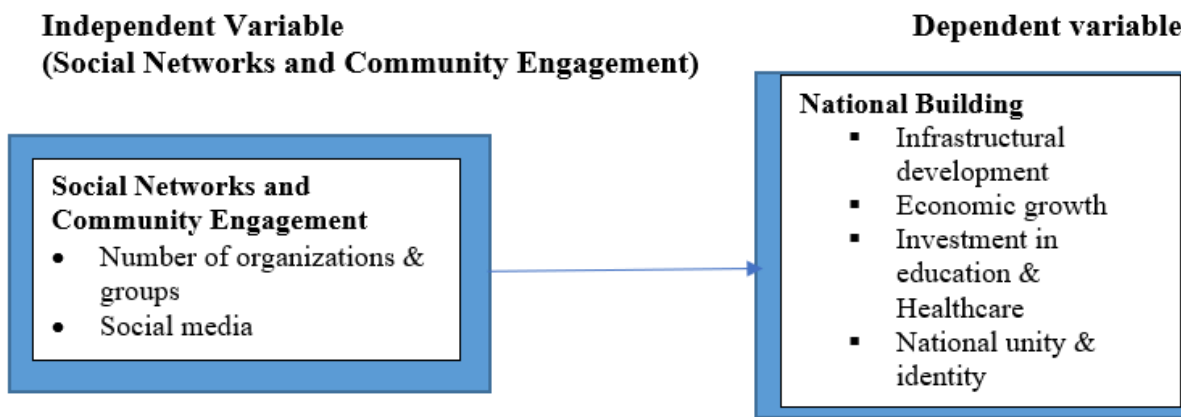 Independent Variable
(Social Networks and Community Engagement)
Dependent variable
Social Networks and
Community Engagement
• Number of organizations &
groups
• Social media
National Building
▪ Infrastructural
development
▪ Economic growth
▪ Investment in
education &
Healthcare
▪ National unity &
identity